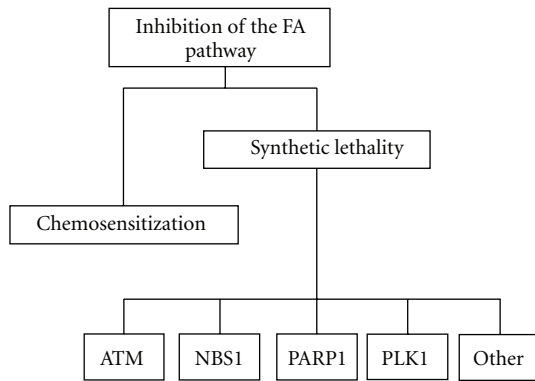 Inhibition of the FA
pathway
Synthetic lethality
Chemosensitization
ATM
NBS1
PARP1
PLK1
Other